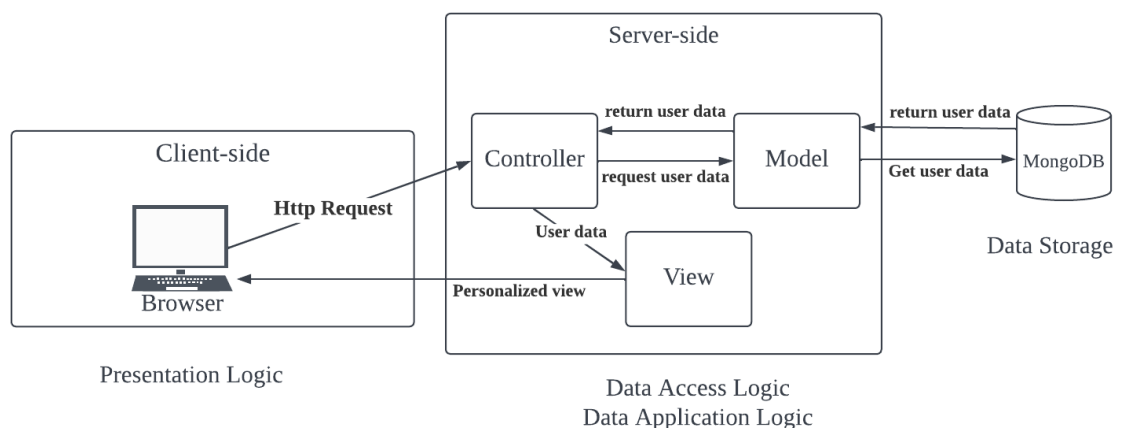 Server-side
return user data
return user data
Client-side
Controller
Model
MongoDB
request user data
Get user data
Http Request
User data
Data Storage
View
Personalized view
Browser
Presentation Logic
Data Access Logic
Data Application Logic